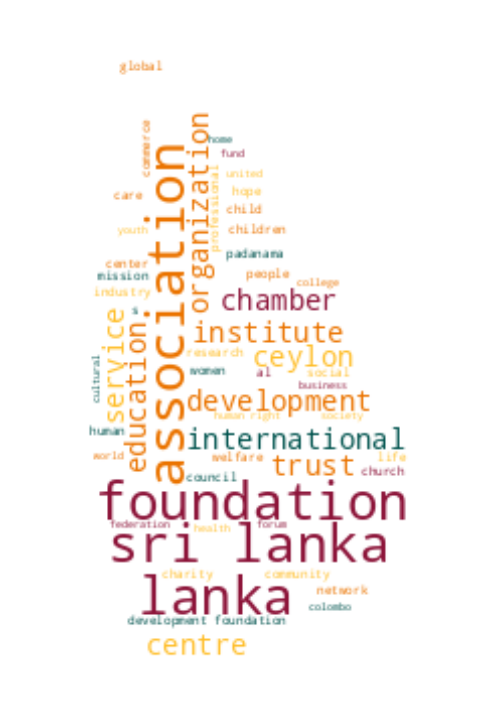 global
commerce
organization
home
association
fund
professional
united
hope
care
child
youth
children
padanama
center
people
mission
college
industry
chamber
s
service
education
institute
research
ceylon
cultural
women
al
social
business
development
human right
society
human
international
world
welfare
trust
life
church
council
foundation
federation
health
forum
sri lanka
charity
community
lanka
network
colombo
development foundation
centre